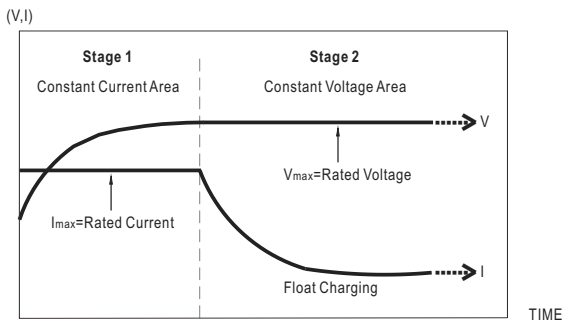 (V,I)
Stage 1
Stage 2
Constant Current Area
Constant Voltage Area
V
Vmax=Rated Voltage
Imax=Rated Current
I
Float Charging
TIME